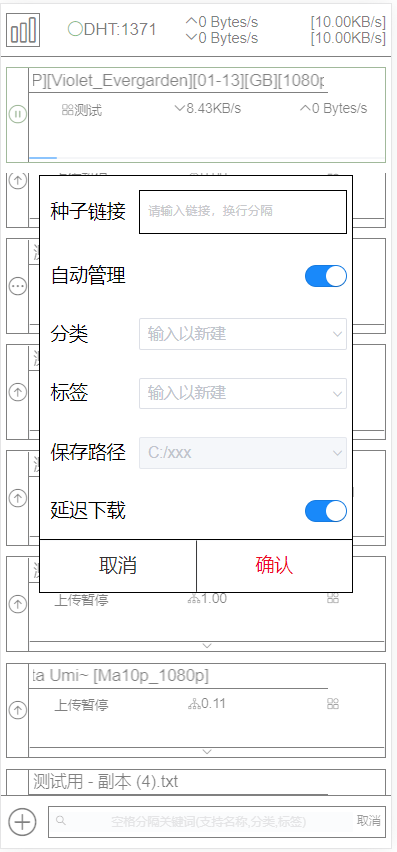 DHT:1371
0 Bytes/s [10.00KB/s]
0 Bytes/s [10.00KB/s]
P][Violet_Evergarden][01-13][GB][1080p
测试 8.43KB/s 0 Bytes/s
种子链接 请输入链接，换行分隔
自动管理
分类 输入以新建
标签 输入以新建
保存路径 C:/xxx
延迟下载
取消 确认
上传暂停 1.00
ta Umi~ [Ma10p_1080p]
上传暂停 0.11
测试用 - 副本 (4).txt
空格分隔关键词(支持名称,分类,标签) 取消